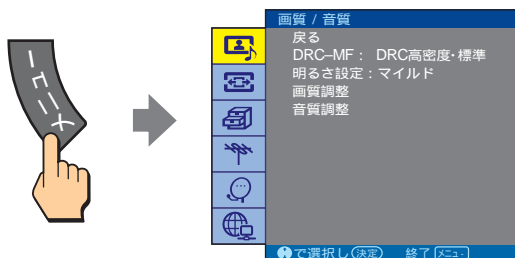 メニュー
画質 / 音質
戻る
DRC–MF： DRC高密度･標準
明るさ設定：マイルド
画質調整
音質調整
で選択し 決定 終了 メニュー